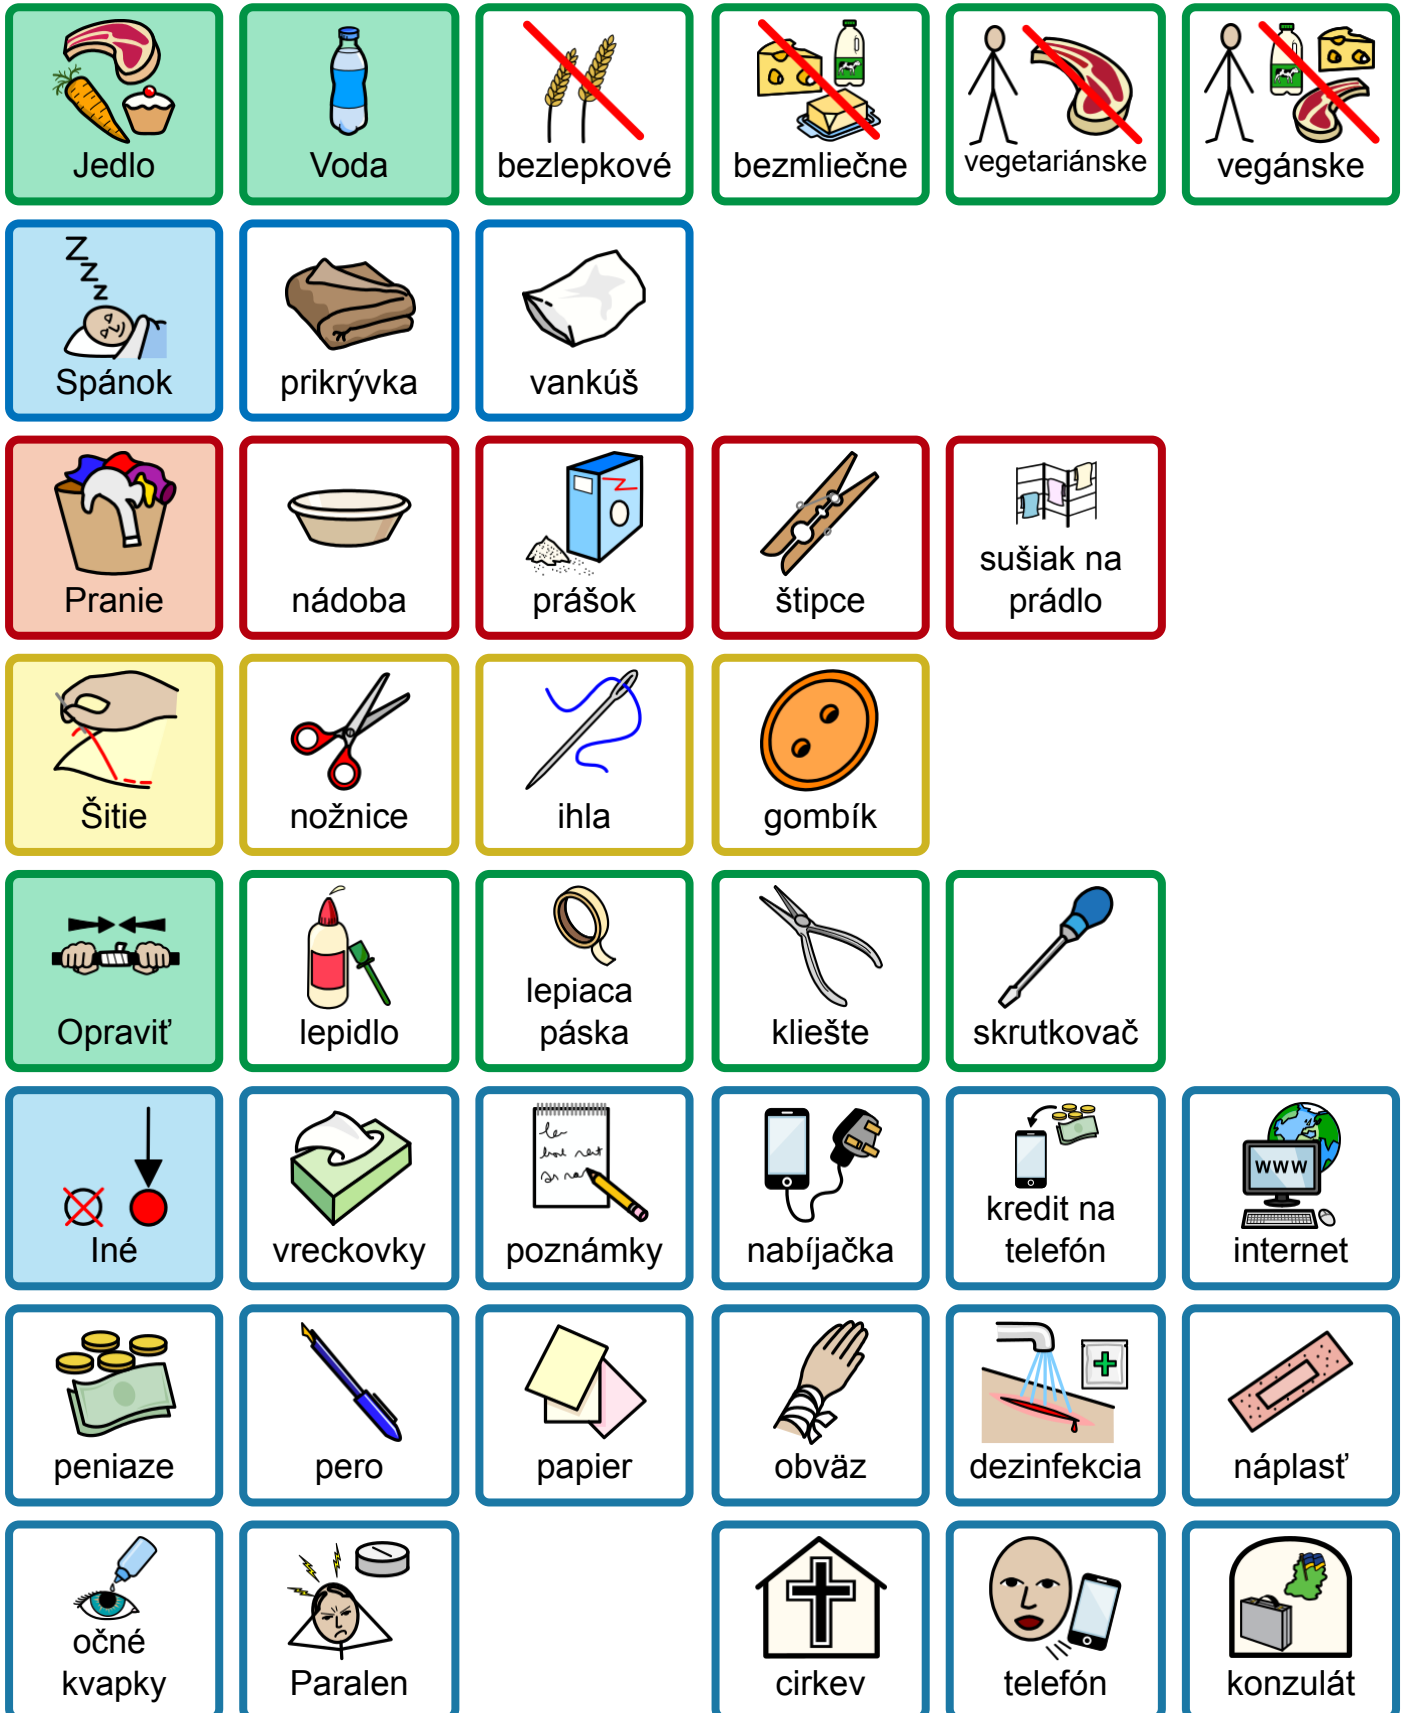 Jedlo
Voda
bezlepkové
bezmliečne
vegetariánske
vegánske
Spánok
prikrývka
vankúš
Pranie
nádoba
prášok
štipce
sušiak na
prádlo
Šitie
nožnice
ihla
gombík
Opraviť
lepidlo
lepiaca
páska
kliešte
skrutkovač
Iné
vreckovky
poznámky
nabíjačka
kredit na
telefón
www
internet
peniaze
pero
papier
obväz
dezinfekcia
náplasť
očné
kvapky
Paralen
cirkev
telefón
konzulát